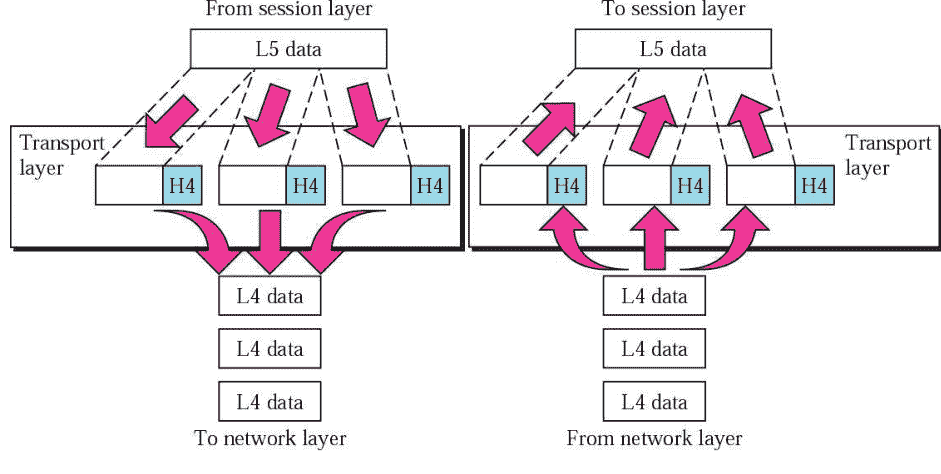 From session layer
L5 data
Transport
layer
H4
H4
H4
L4 data
L4 data
L4 data
To network layer
To session layer
L5 data
Transport
layer
H4
H4
H4
L4 data
L4 data
L4 data
From network layer